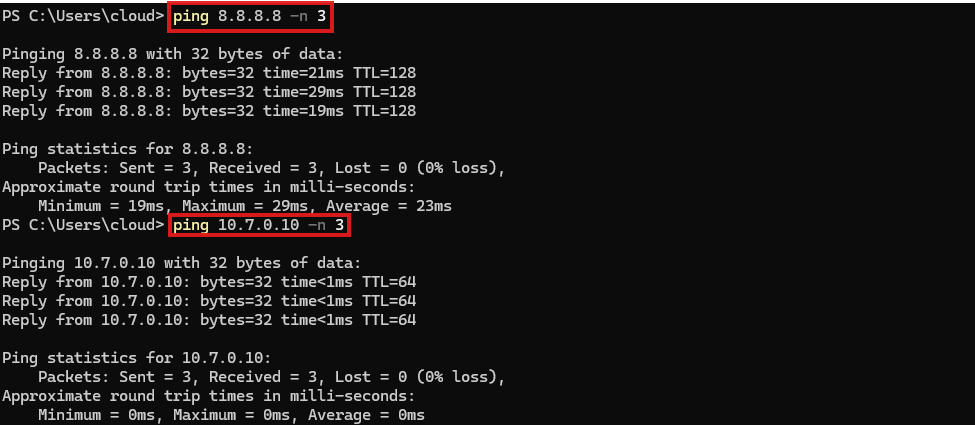 PS C:\Users\cloud> ping 8.8.8.8 -n 3
Pinging 8.8.8.8 with 32 bytes of data:
Reply from 8.8.8.8: bytes=32 time=21ms TTL=128
Reply from 8.8.8.8: bytes=32 time=29ms TTL=128
Reply from 8.8.8.8: bytes=32 time=19ms TTL=128
Ping statistics for 8.8.8.8:
    Packets: Sent = 3, Received = 3, Lost = 0 (0% loss),
Approximate round trip times in milli-seconds:
    Minimum = 19ms, Maximum = 29ms, Average = 23ms
PS C:\Users\cloud> ping 10.7.0.10 -n 3
Pinging 10.7.0.10 with 32 bytes of data:
Reply from 10.7.0.10: bytes=32 time<1ms TTL=64
Reply from 10.7.0.10: bytes=32 time<1ms TTL=64
Reply from 10.7.0.10: bytes=32 time<1ms TTL=64
Ping statistics for 10.7.0.10:
    Packets: Sent = 3, Received = 3, Lost = 0 (0% loss),
Approximate round trip times in milli-seconds:
    Minimum = 0ms, Maximum = 0ms, Average = 0ms